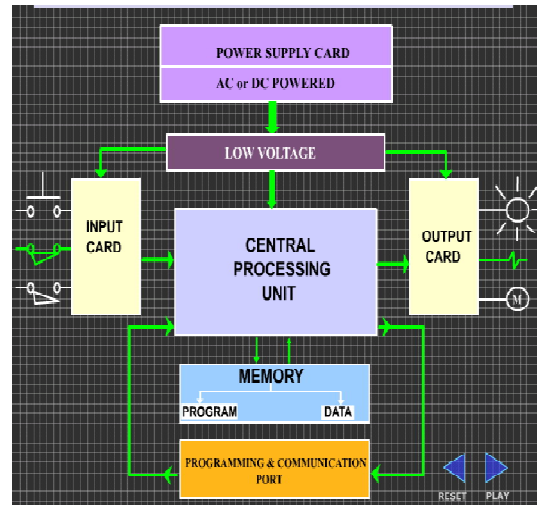 POWER SUPPLY CARD
AC or DC POWERED
LOW VOLTAGE
INPUT
CARD
CENTRAL
PROCESSING
UNIT
OUTPUT
CARD
M
MEMORY
PROGRAM
DATA
PROGRAMMING & COMMUNICATION
PORT
RESET
PLAY